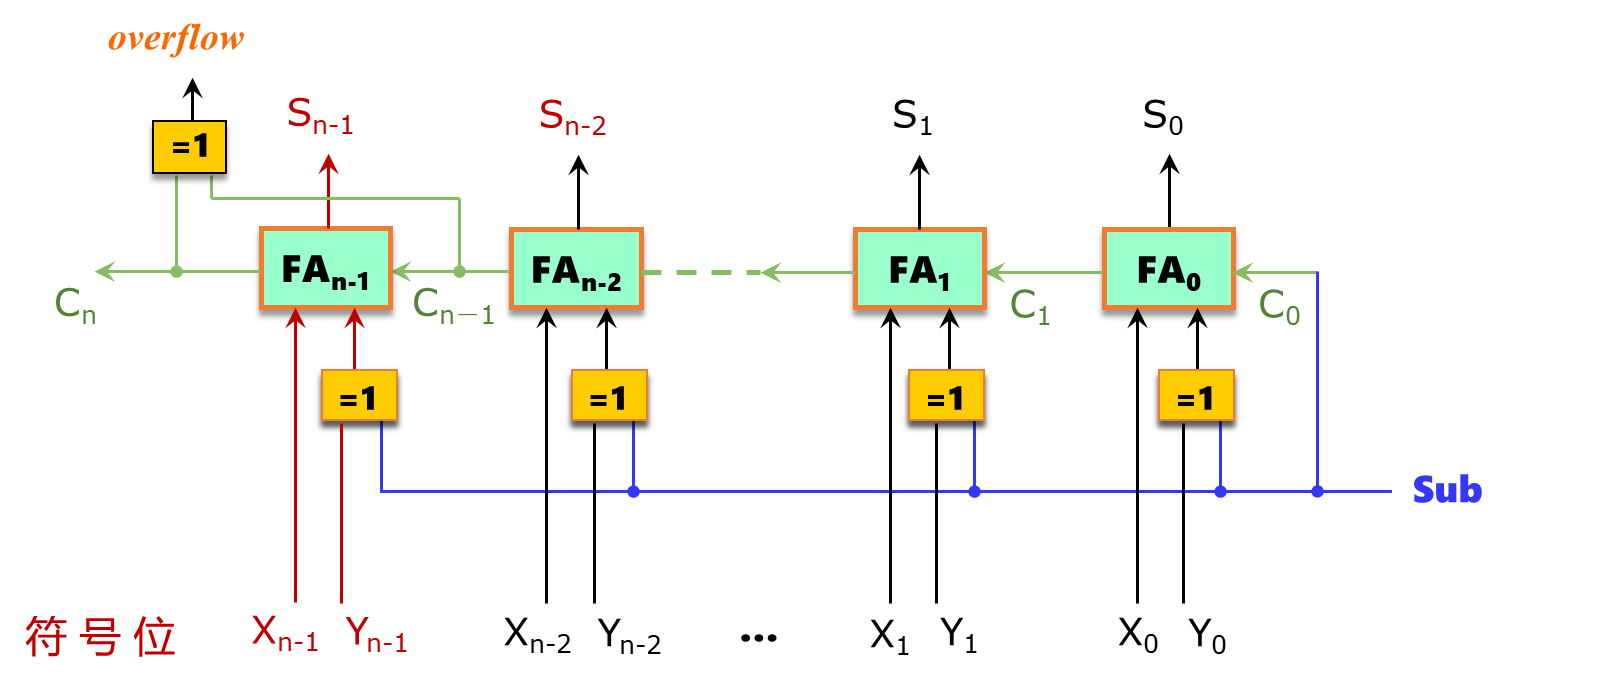 overflow
=1
Sn-1
Sn-2
S1
S0
FAn-1
FAn-2
FA1
FA0
Cn
Cn−1
C1
C0
=1
=1
=1
=1
Sub
符号位
Xn-1
Yn-1
Xn-2
Yn-2
...
X1
Y1
X0
Y0